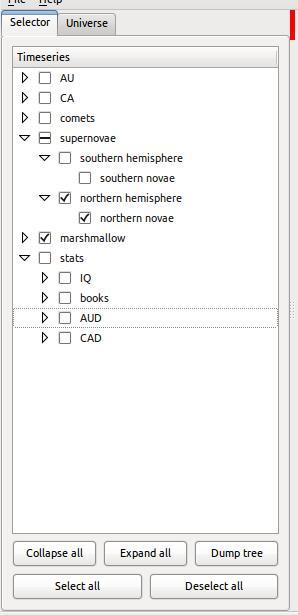 File Help
Selector Universe
Timeseries
AU
CA
comets
supernovae
southern hemisphere
southern novae
northern hemisphere
northern novae
marshmallow
stats
IQ
books
AUD
CAD
Collapse all Expand all Dump tree
Select all Deselect all